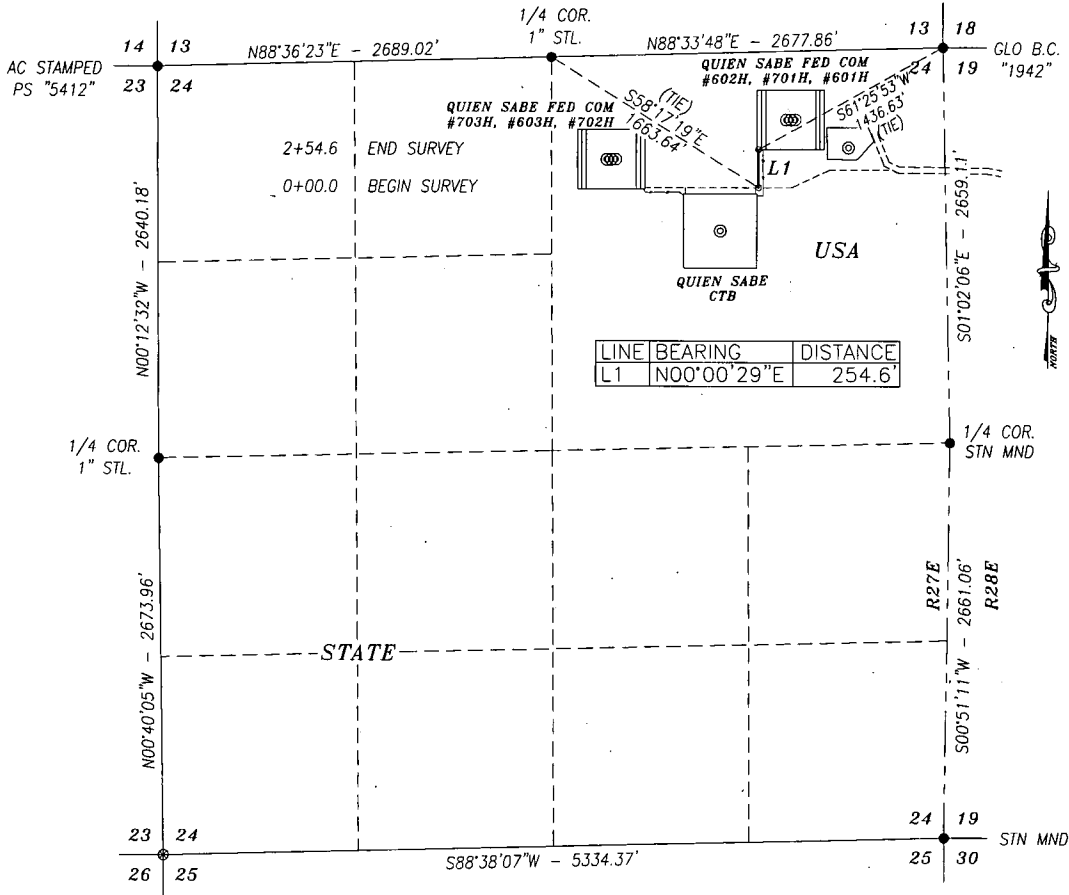 1/4 COR.
1" STL.
14 13
N88°36'23"E - 2689.02'
N88°33'48"E - 2677.86'
13 18
AC STAMPED
PS "5412"
23 24
24 19
GLO B.C.
"1942"
QUIEN SABE FED COM
#602H, #701H, #601H
QUIEN SABE FED COM
#703H, #603H, #702H
(TIE)
S58°17'19"E
1663.64'
S61°25'53"W
1436.63'
(TIE)
2+54.6 END SURVEY
0+00.0 BEGIN SURVEY
L1
N00°12'32"W - 2640.18'
S01°02'06"E - 2659.11'
USA
QUIEN SABE
CTB
NORTH
LINE BEARING DISTANCE
L1 N00°00'29"E 254.6'
1/4 COR.
1" STL.
1/4 COR.
STN MND
N00°40'05"W - 2673.96'
R27E
R28E
S00°51'11"W - 2661.06'
STATE
23 24
26 25
S88°38'07"W - 5334.37'
24 19
25 30
STN MND